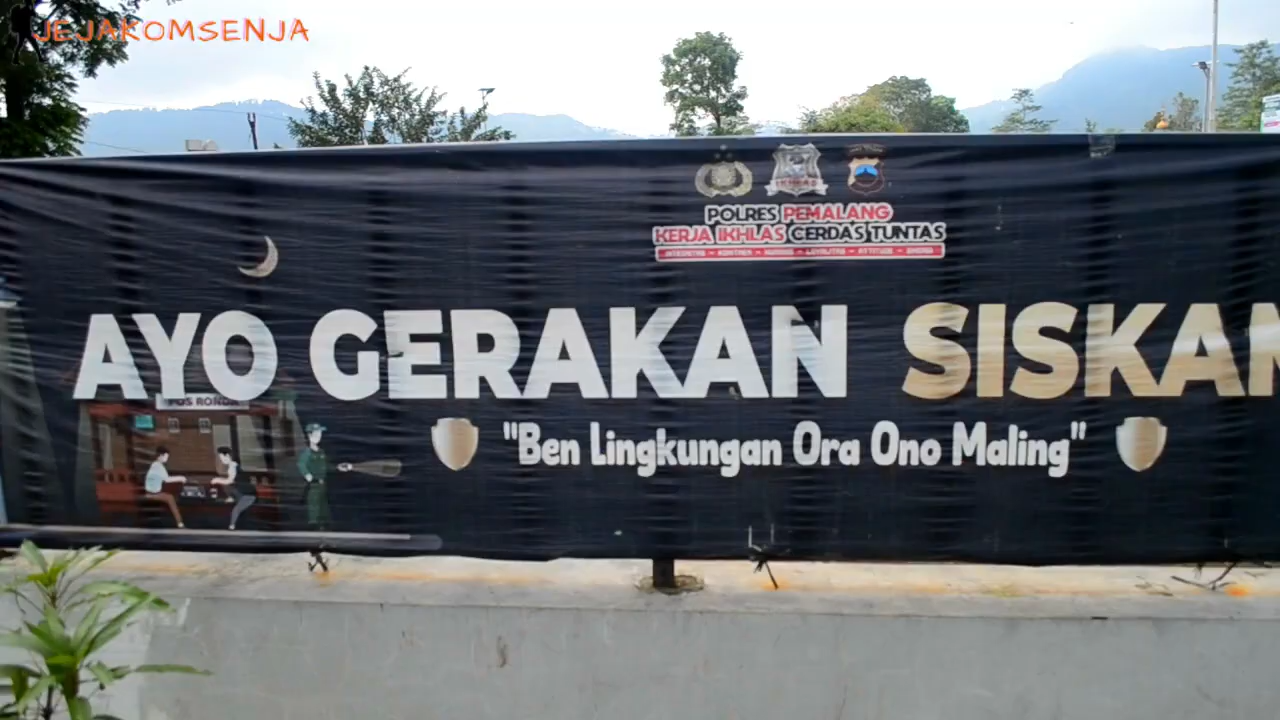 JEJAKOMSENJA
POLRES PEMALANG
KERJA IKHLAS CERDAS TUNTAS
AYO GERAKAN SISKAM
POS RONDA
"Ben Lingkungan Ora Ono Maling"